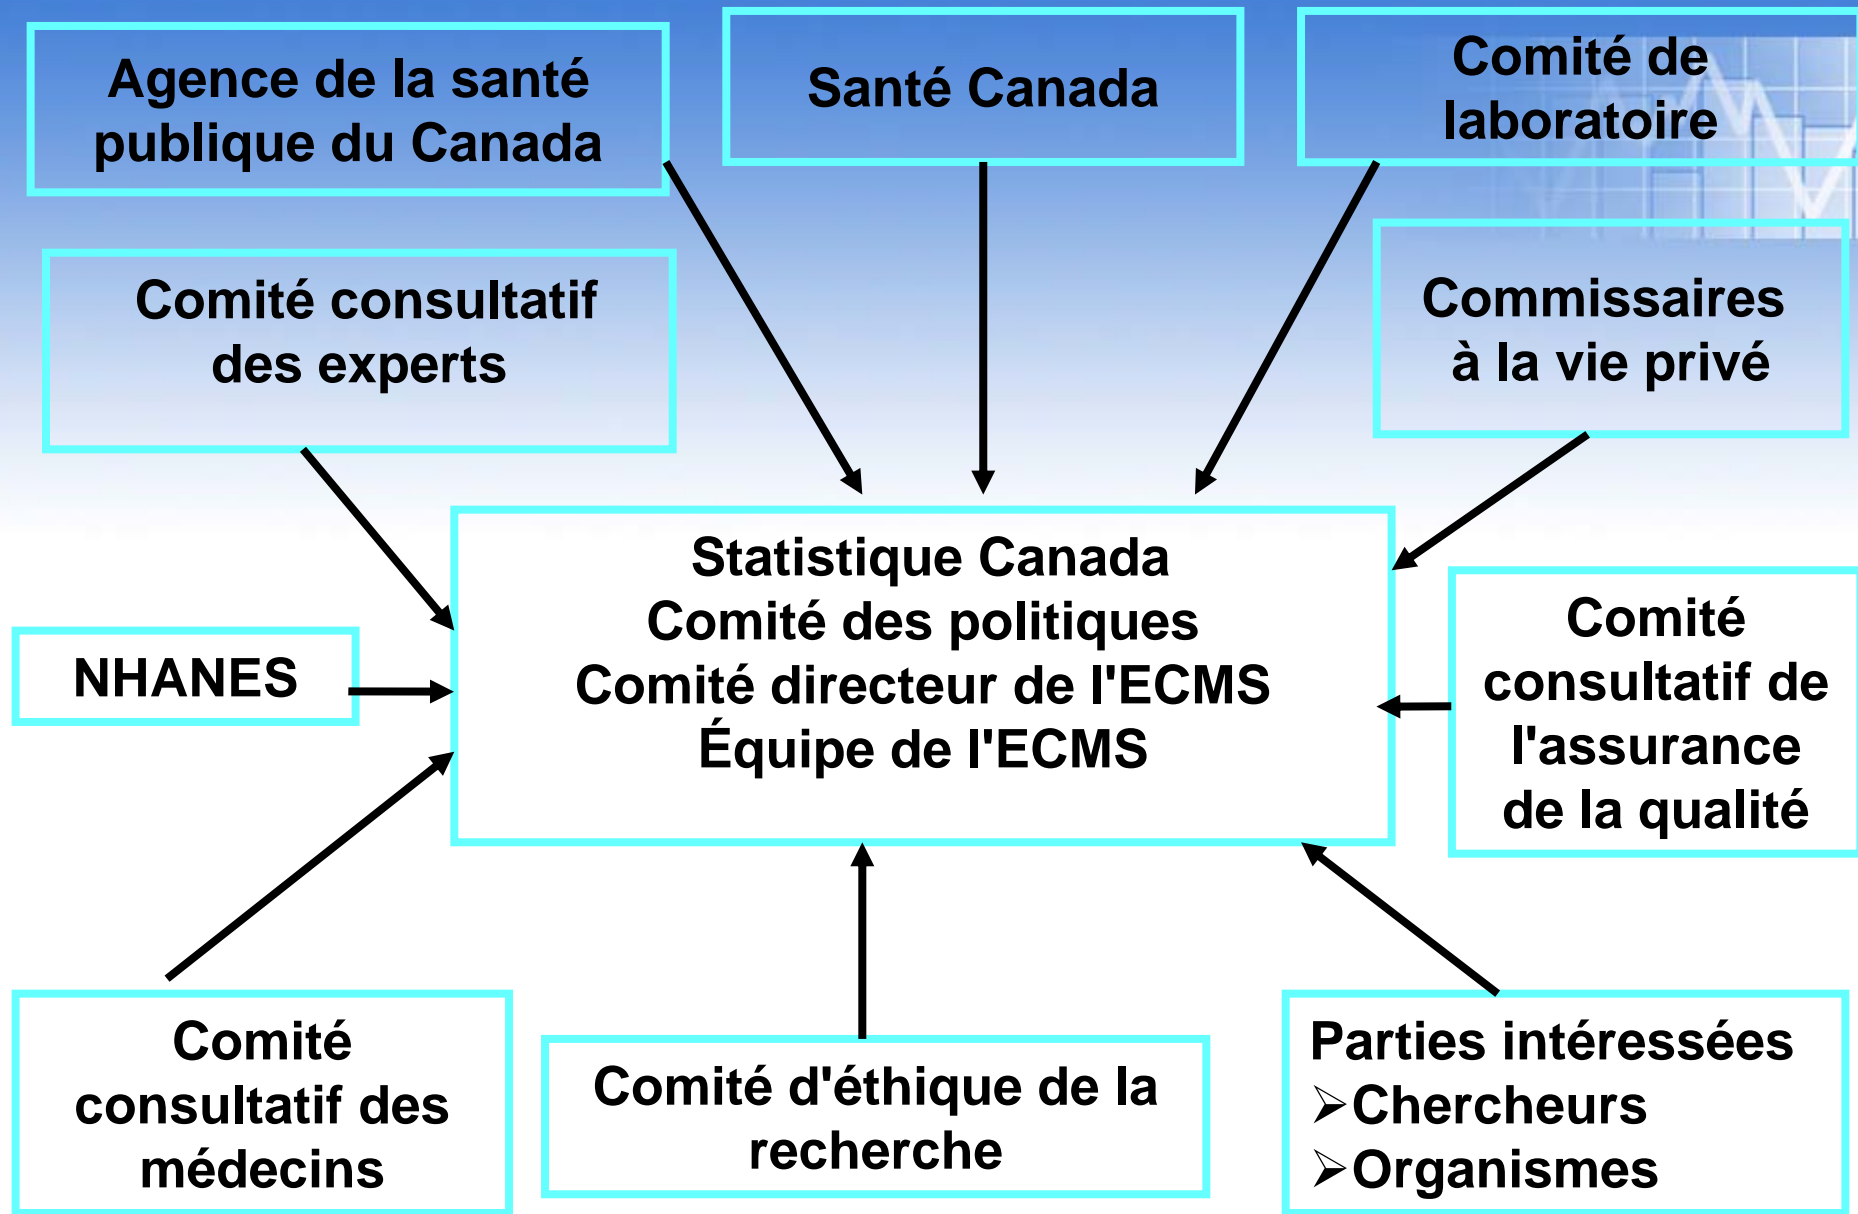 Agence de la santé
publique du Canada
Santé Canada
Comité de
laboratoire
Comité consultatif
des experts
Commissaires
à la vie privé
Statistique Canada
Comité des politiques
Comité directeur de l'ECMS
Équipe de l'ECMS
NHANES
Comité
consultatif de
l'assurance
de la qualité
Comité
consultatif des
médecins
Comité d'éthique de la
recherche
Parties intéressées
➢Chercheurs
➢Organismes